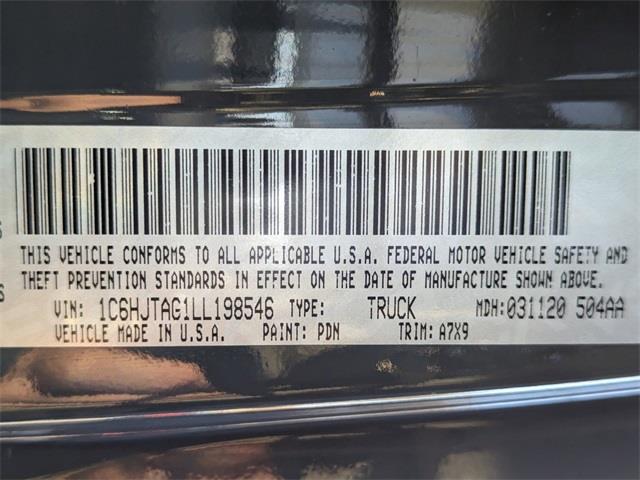 THIS VEHICLE CONFORMS TO ALL APPLICABLE U.S.A. FEDERAL MOTOR VEHICLE SAFETY AND
THEFT PREVENTION STANDARDS IN EFFECT ON THE DATE OF MANUFACTURE SHOWN ABOVE.
VIN: 1C6HJTAG1LL198546 TYPE: TRUCK MDH: 031120 504AA
VEHICLE MADE IN U.S.A. PAINT: PDN TRIM: A7X9